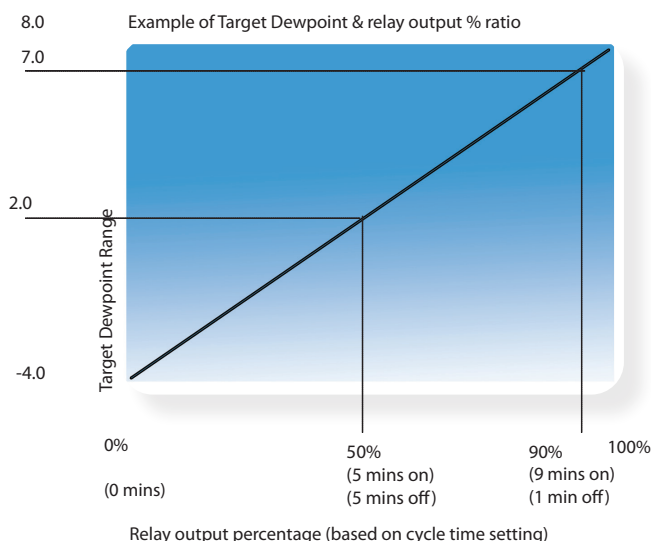 8.0
Example of Target Dewpoint & relay output % ratio
7.0
2.0
Target Dewpoint Range
-4.0
0%
50%
90%
100%
(5 mins on)
(9 mins on)
(0 mins)
(5 mins off)
(1 min off)
Relay output percentage (based on cycle time setting)